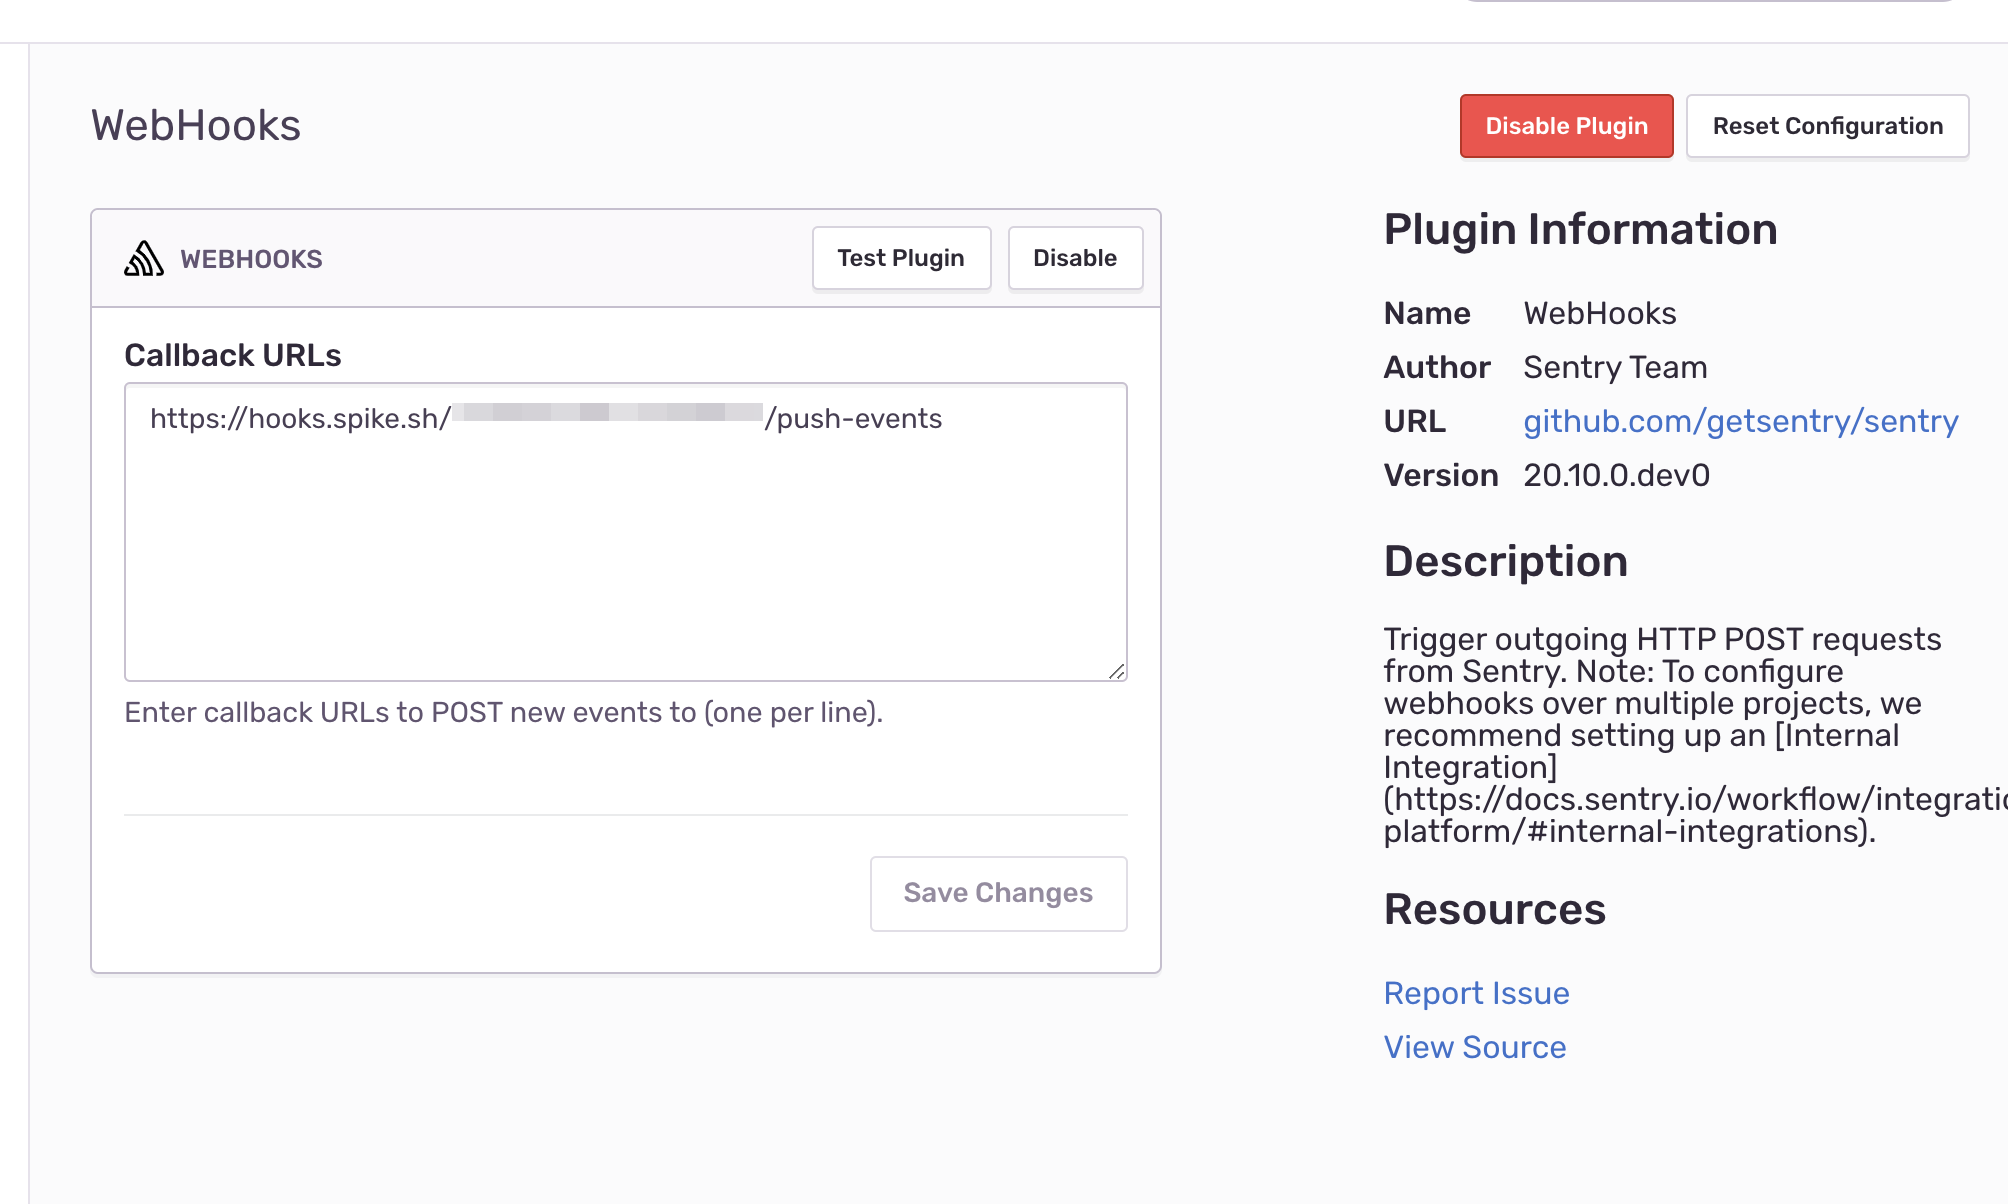 WebHooks
Disable Plugin
Reset Configuration
WEBHOOKS
Test Plugin
Disable
Callback URLs
https://hooks.spike.sh/ /push-events
Enter callback URLs to POST new events to (one per line).
Save Changes
Plugin Information
Name WebHooks
Author Sentry Team
URL github.com/getsentry/sentry
Version 20.10.0.dev0
Description
Trigger outgoing HTTP POST requests
from Sentry. Note: To configure
webhooks over multiple projects, we
recommend setting up an [Internal
Integration]
(https://docs.sentry.io/workflow/integratio
platform/#internal-integrations).
Resources
Report Issue
View Source